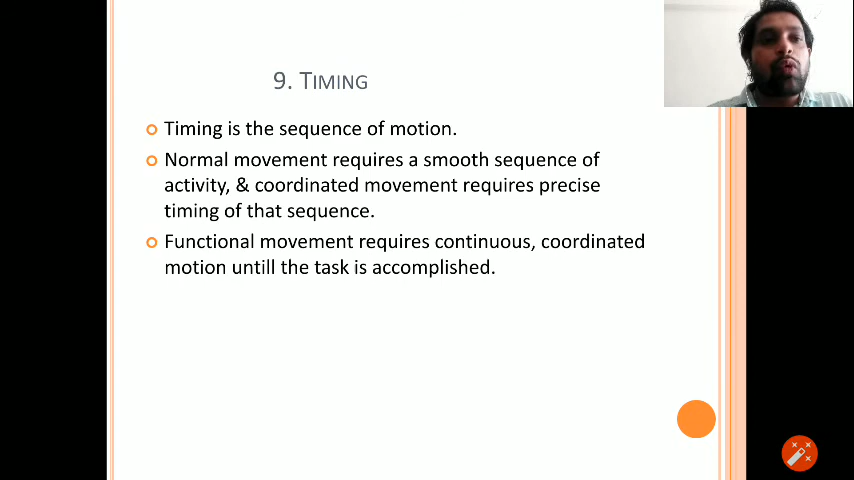 9. TIMING
Timing is the sequence of motion.
Normal movement requires a smooth sequence of
activity, & coordinated movement requires precise
timing of that sequence.
Functional movement requires continuous, coordinated
motion untill the task is accomplished.